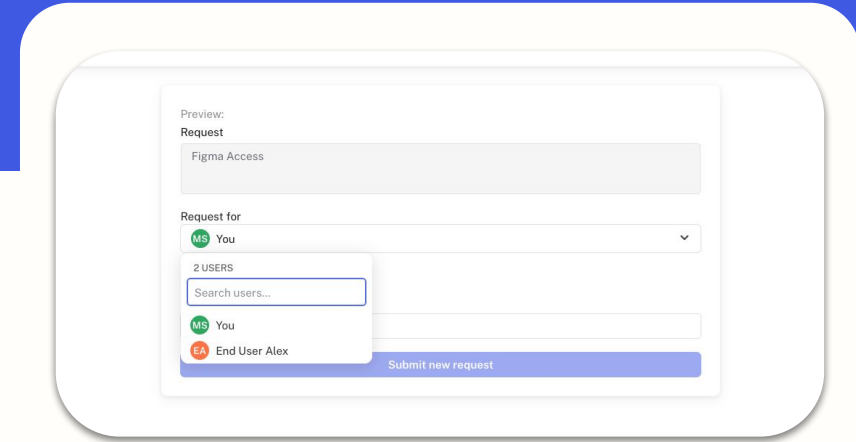 Preview:
Request
Figma Access
Request for
MS You
2 USERS
Search users...
MS You
EA End User Alex
Submit new request